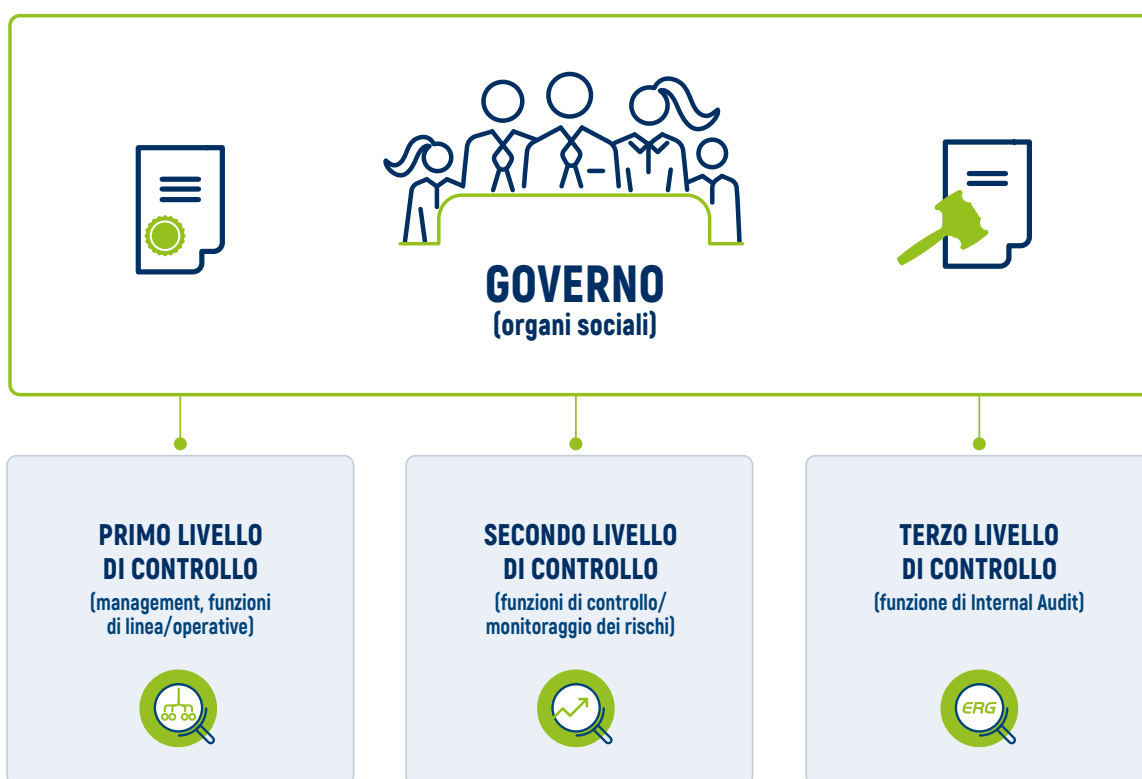 GOVERNO
(organi sociali)
PRIMO LIVELLO
DI CONTROLLO
(management, funzioni
di linea/operative)
SECONDO LIVELLO
DI CONTROLLO
(funzioni di controllo/
monitoraggio dei rischi)
TERZO LIVELLO
DI CONTROLLO
(funzione di Internal Audit)
ERG